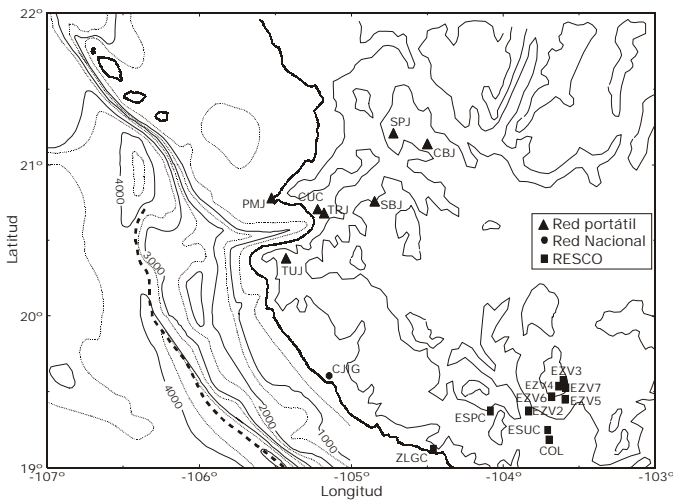 22°
SPJ
CBJ
21°
4000
PMJ
CUC
TRJ
SBJ
Latitud
Red portátil
Red Nacional
RESCO
3000
TUJ
20°
CJIG
EZV3
EZV4
EZV7
EZV6
EZV5
4000
2000
ESPC
EZV2
1000
ESUC
COL
ZLGC
19°
-107°
-106°
-105°
-104°
-103°
Longitud